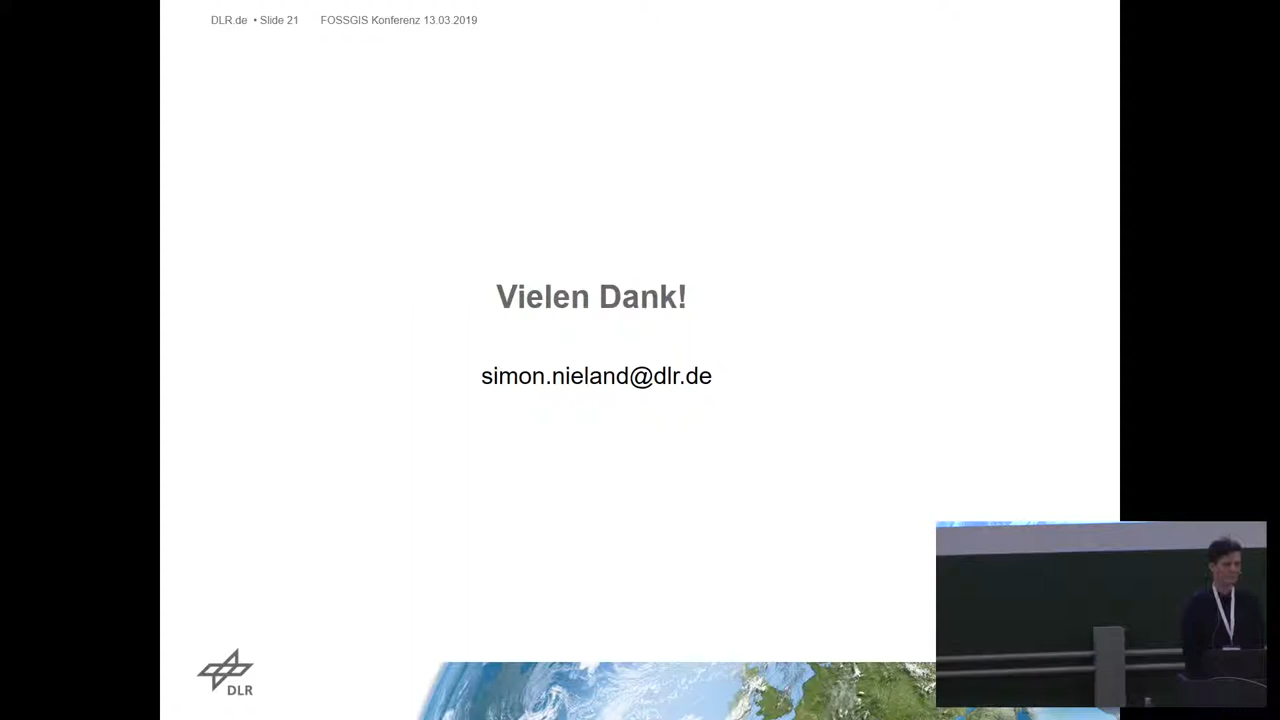 DLR.de • Slide 21 FOSSGIS Konferenz 13.03.2019
Vielen Dank!
simon.nieland@dlr.de
DLR